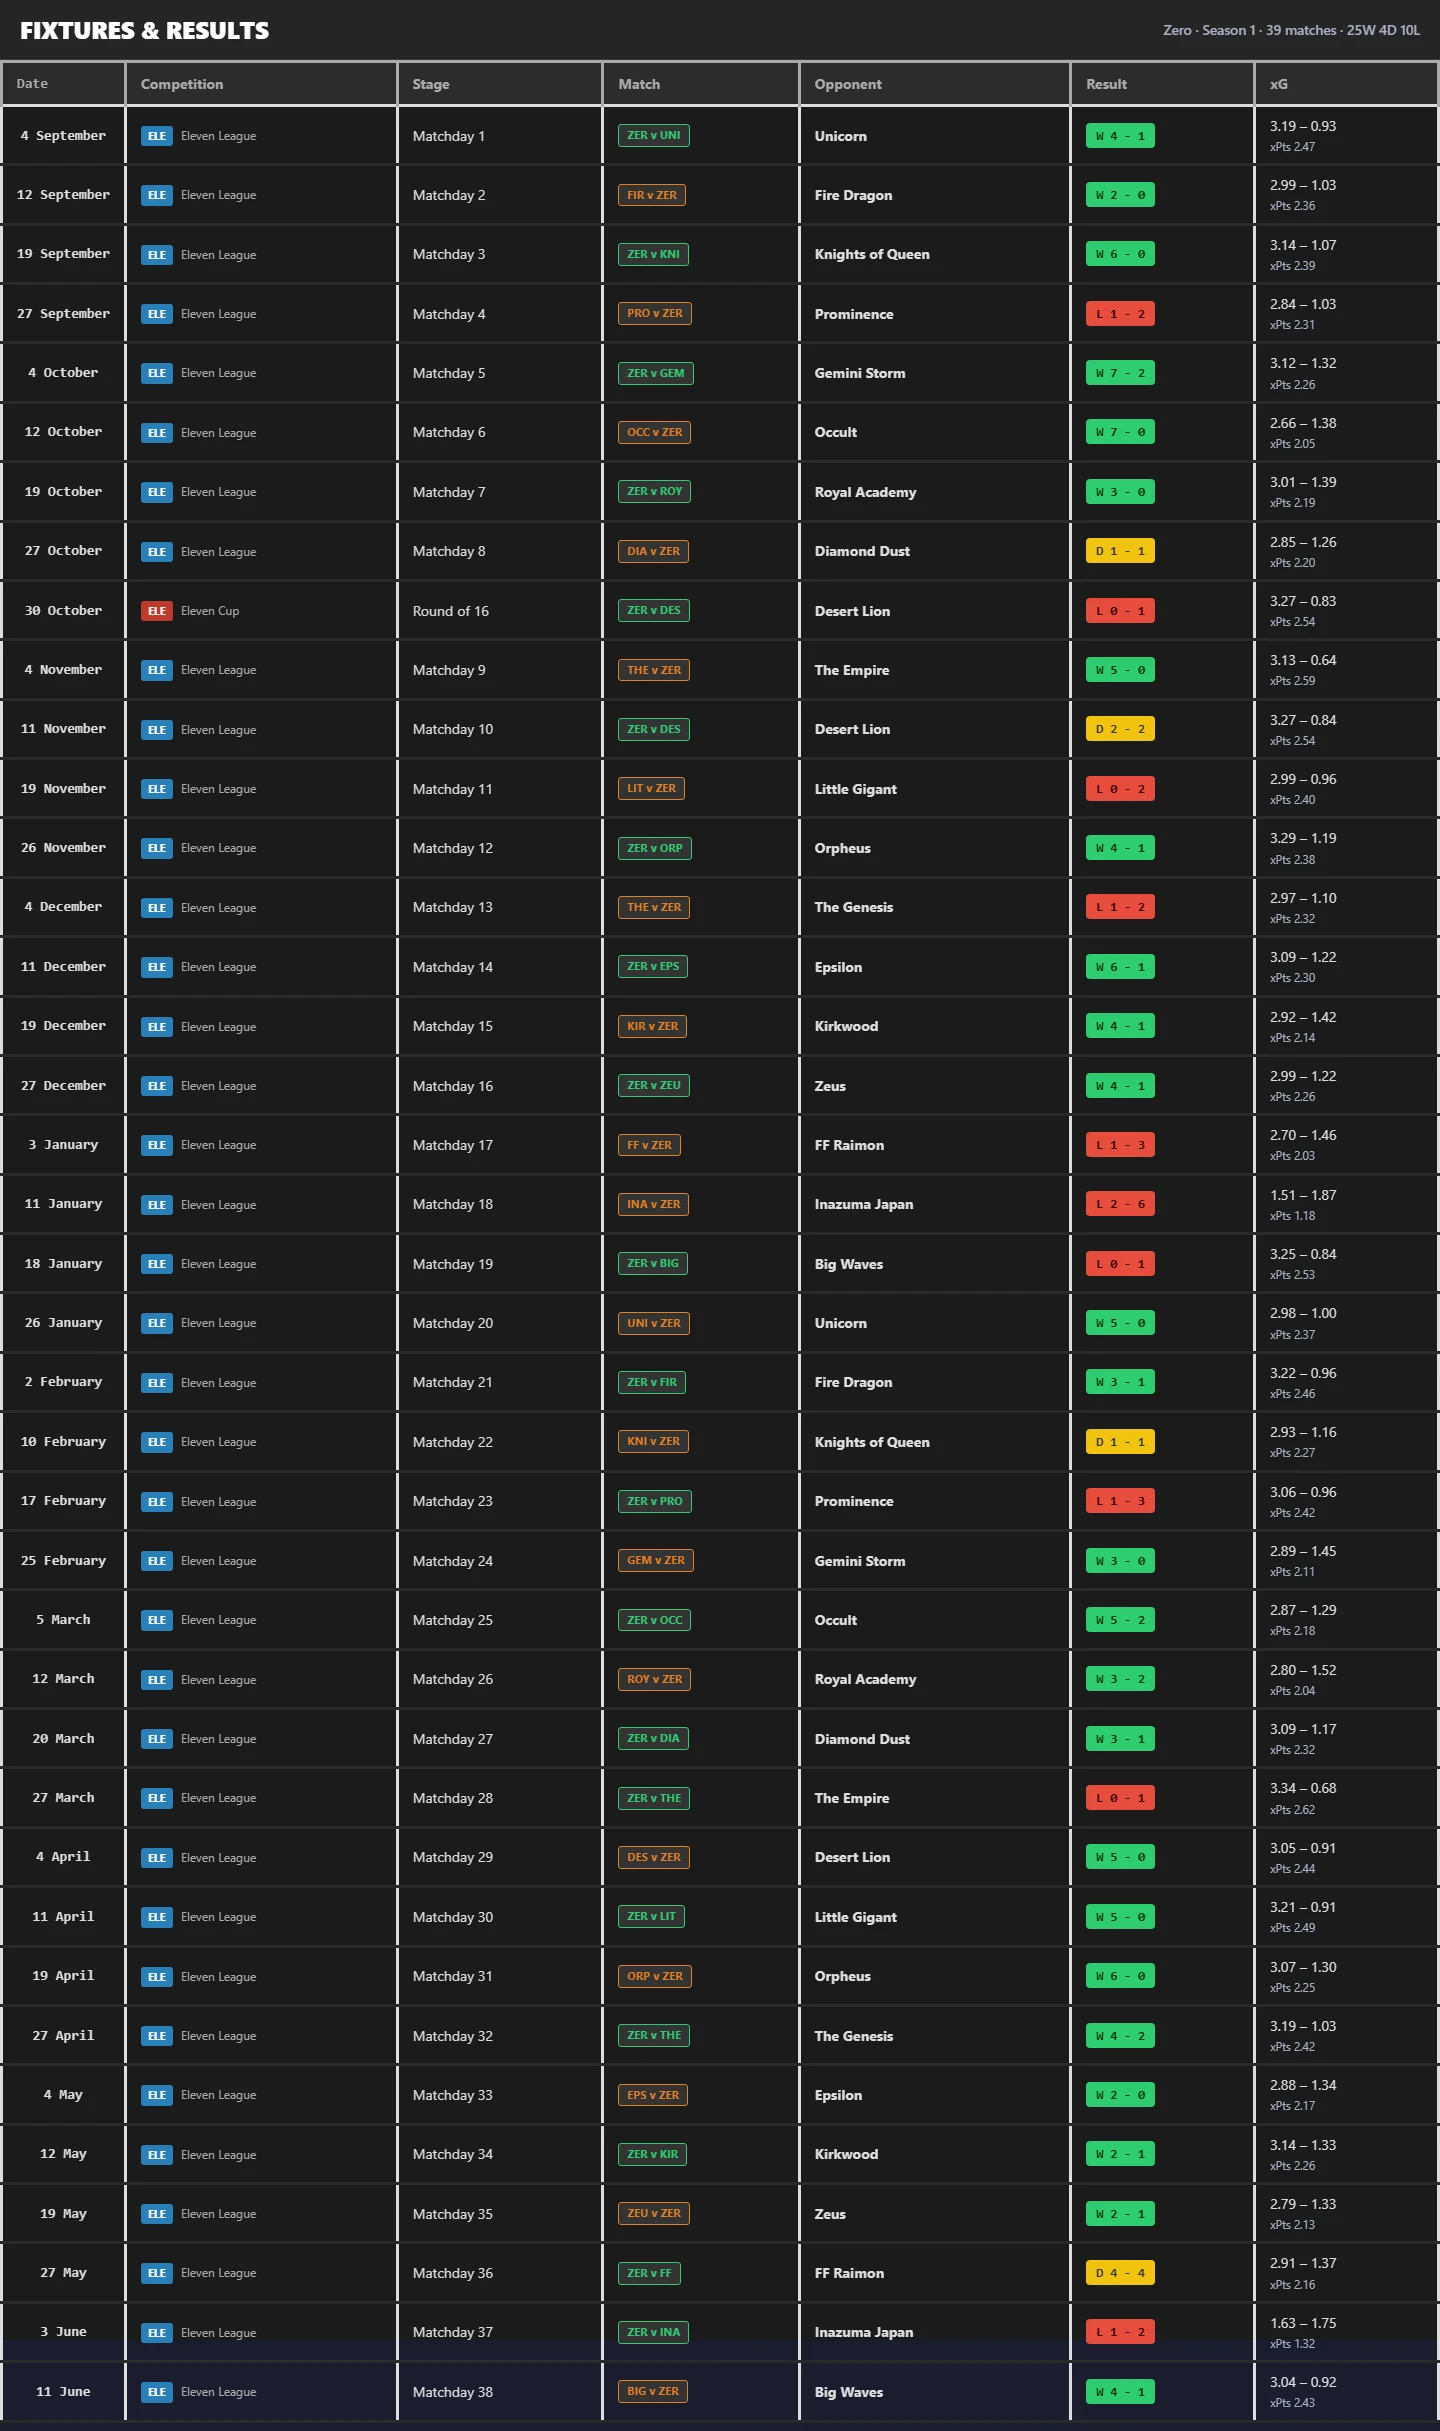 FIXTURES & RESULTS
Zero · Season 1 · 39 matches · 25W 4D 10L
Date Competition Stage Match Opponent Result xG
4 September ELE Eleven League Matchday 1 ZER v UNI Unicorn W 4 - 1 3.19 – 0.93
xPts 2.47
12 September ELE Eleven League Matchday 2 FIR v ZER Fire Dragon W 2 - 0 2.99 – 1.03
xPts 2.36
19 September ELE Eleven League Matchday 3 ZER v KNI Knights of Queen W 6 - 0 3.14 – 1.07
xPts 2.39
27 September ELE Eleven League Matchday 4 PRO v ZER Prominence L 1 - 2 2.84 – 1.03
xPts 2.31
4 October ELE Eleven League Matchday 5 ZER v GEM Gemini Storm W 7 - 2 3.12 – 1.32
xPts 2.26
12 October ELE Eleven League Matchday 6 OCC v ZER Occult W 7 - 0 2.66 – 1.38
xPts 2.05
19 October ELE Eleven League Matchday 7 ZER v ROY Royal Academy W 3 - 0 3.01 – 1.39
xPts 2.19
27 October ELE Eleven League Matchday 8 DIA v ZER Diamond Dust D 1 - 1 2.85 – 1.26
xPts 2.20
30 October ELE Eleven Cup Round of 16 ZER v DES Desert Lion L 0 - 1 3.27 – 0.83
xPts 2.54
4 November ELE Eleven League Matchday 9 THE v ZER The Empire W 5 - 0 3.13 – 0.64
xPts 2.59
11 November ELE Eleven League Matchday 10 ZER v DES Desert Lion D 2 - 2 3.27 – 0.84
xPts 2.54
19 November ELE Eleven League Matchday 11 LIT v ZER Little Gigant L 0 - 2 2.99 – 0.96
xPts 2.40
26 November ELE Eleven League Matchday 12 ZER v ORP Orpheus W 4 - 1 3.29 – 1.19
xPts 2.38
4 December ELE Eleven League Matchday 13 THE v ZER The Genesis L 1 - 2 2.97 – 1.10
xPts 2.32
11 December ELE Eleven League Matchday 14 ZER v EPS Epsilon W 6 - 1 3.09 – 1.22
xPts 2.30
19 December ELE Eleven League Matchday 15 KIR v ZER Kirkwood W 4 - 1 2.92 – 1.42
xPts 2.14
27 December ELE Eleven League Matchday 16 ZER v ZEU Zeus W 4 - 1 2.99 – 1.22
xPts 2.26
3 January ELE Eleven League Matchday 17 FF v ZER FF Raimon L 1 - 3 2.70 – 1.46
xPts 2.03
11 January ELE Eleven League Matchday 18 INA v ZER Inazuma Japan L 2 - 6 1.51 – 1.87
xPts 1.18
18 January ELE Eleven League Matchday 19 ZER v BIG Big Waves L 0 - 1 3.25 – 0.84
xPts 2.53
26 January ELE Eleven League Matchday 20 UNI v ZER Unicorn W 5 - 0 2.98 – 1.00
xPts 2.37
2 February ELE Eleven League Matchday 21 ZER v FIR Fire Dragon W 3 - 1 3.22 – 0.96
xPts 2.46
10 February ELE Eleven League Matchday 22 KNI v ZER Knights of Queen D 1 - 1 2.93 – 1.16
xPts 2.27
17 February ELE Eleven League Matchday 23 ZER v PRO Prominence L 1 - 3 3.06 – 0.96
xPts 2.42
25 February ELE Eleven League Matchday 24 GEM v ZER Gemini Storm W 3 - 0 2.89 – 1.45
xPts 2.11
5 March ELE Eleven League Matchday 25 ZER v OCC Occult W 5 - 2 2.87 – 1.29
xPts 2.18
12 March ELE Eleven League Matchday 26 ROY v ZER Royal Academy W 3 - 2 2.80 – 1.52
xPts 2.04
20 March ELE Eleven League Matchday 27 ZER v DIA Diamond Dust W 3 - 1 3.09 – 1.17
xPts 2.32
27 March ELE Eleven League Matchday 28 ZER v THE The Empire L 0 - 1 3.34 – 0.68
xPts 2.62
4 April ELE Eleven League Matchday 29 DES v ZER Desert Lion W 5 - 0 3.05 – 0.91
xPts 2.44
11 April ELE Eleven League Matchday 30 ZER v LIT Little Gigant W 5 - 0 3.21 – 0.91
xPts 2.49
19 April ELE Eleven League Matchday 31 ORP v ZER Orpheus W 6 - 0 3.07 – 1.30
xPts 2.25
27 April ELE Eleven League Matchday 32 ZER v THE The Genesis W 4 - 2 3.19 – 1.03
xPts 2.42
4 May ELE Eleven League Matchday 33 EPS v ZER Epsilon W 2 - 0 2.88 – 1.34
xPts 2.17
12 May ELE Eleven League Matchday 34 ZER v KIR Kirkwood W 2 - 1 3.14 – 1.33
xPts 2.26
19 May ELE Eleven League Matchday 35 ZEU v ZER Zeus W 2 - 1 2.79 – 1.33
xPts 2.13
27 May ELE Eleven League Matchday 36 ZER v FF FF Raimon D 4 - 4 2.91 – 1.37
xPts 2.16
3 June ELE Eleven League Matchday 37 ZER v INA Inazuma Japan L 1 - 2 1.63 – 1.75
xPts 1.32
11 June ELE Eleven League Matchday 38 BIG v ZER Big Waves W 4 - 1 3.04 – 0.92
xPts 2.43